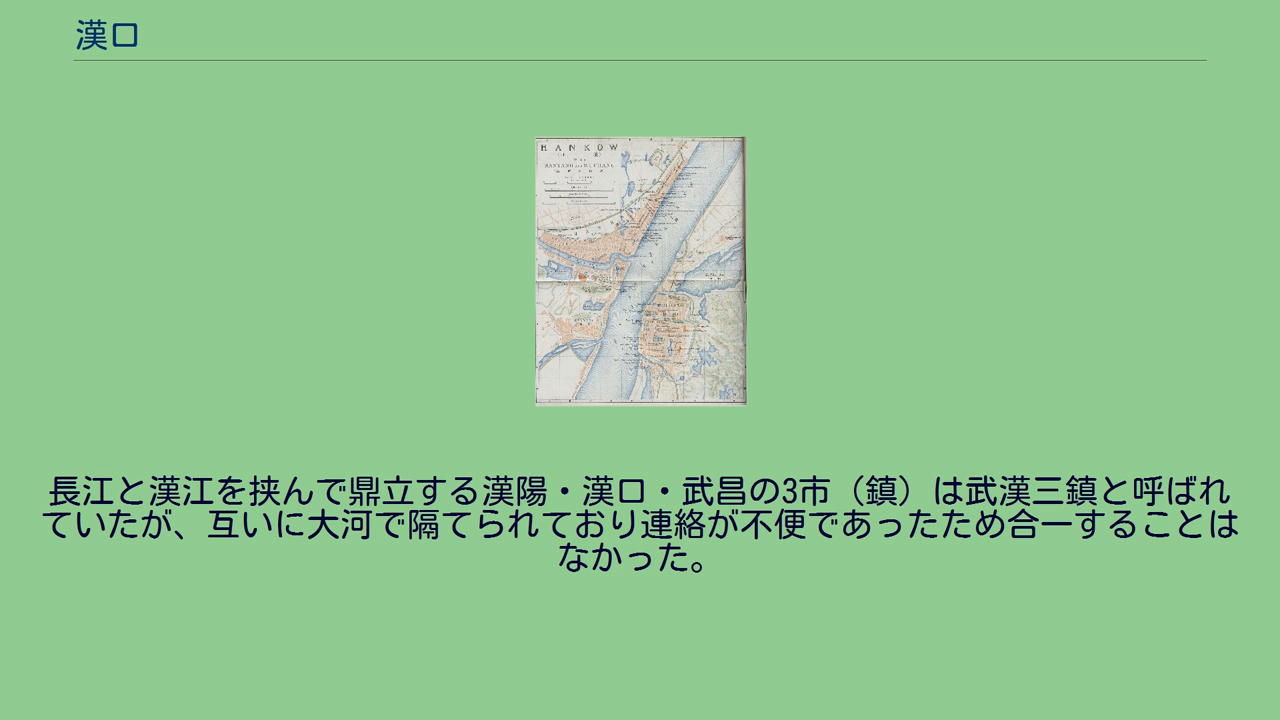 漢口
HANKOW
HANYANG AND WUCHANG
長江と漢江を挟んで鼎立する漢陽・漢口・武昌の3市（鎮）は武漢三鎮と呼ばれ
ていたが、互いに大河で隔てられており連絡が不便であったため合一することは
なかった。